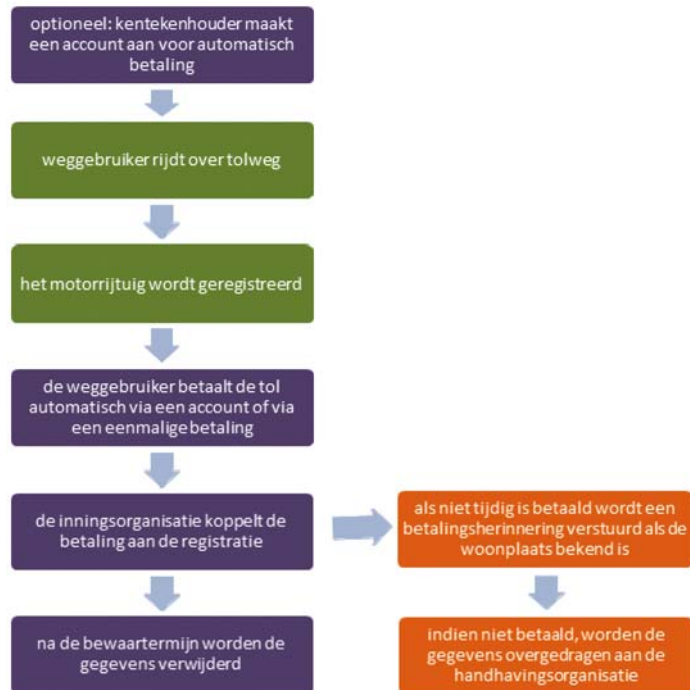 optioneel: kentekenhouder maakt
een account aan voor automatisch
betaling
weggebruiker rijdt over tolweg
het motorrijtuig wordt geregistreerd
de weggebruiker betaalt de tol
automatisch via een account of via
een eenmalige betaling
de inningsorganisatie koppelt de
betaling aan de registratie
als niet tijdig is betaald wordt een
betalingsherinnering verstuurd als de
woonplaats bekend is
na de bewaartermijn worden de
gegevens verwijderd
indien niet betaald, worden de
gegevens overgedragen aan de
handhavingsorganisatie